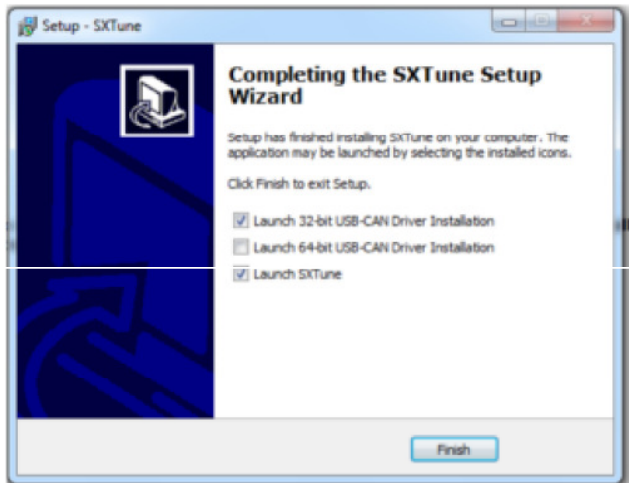 Setup - SXTune
Completing the SXTune Setup
Wizard
Setup has finished installing SXTune on your computer. The
application may be launched by selecting the installed icons.
Click Finish to exit Setup.
Launch 32-bit USB-CAN Driver Installation
Launch 64-bit USB-CAN Driver Installation
Launch SXTune
Finish